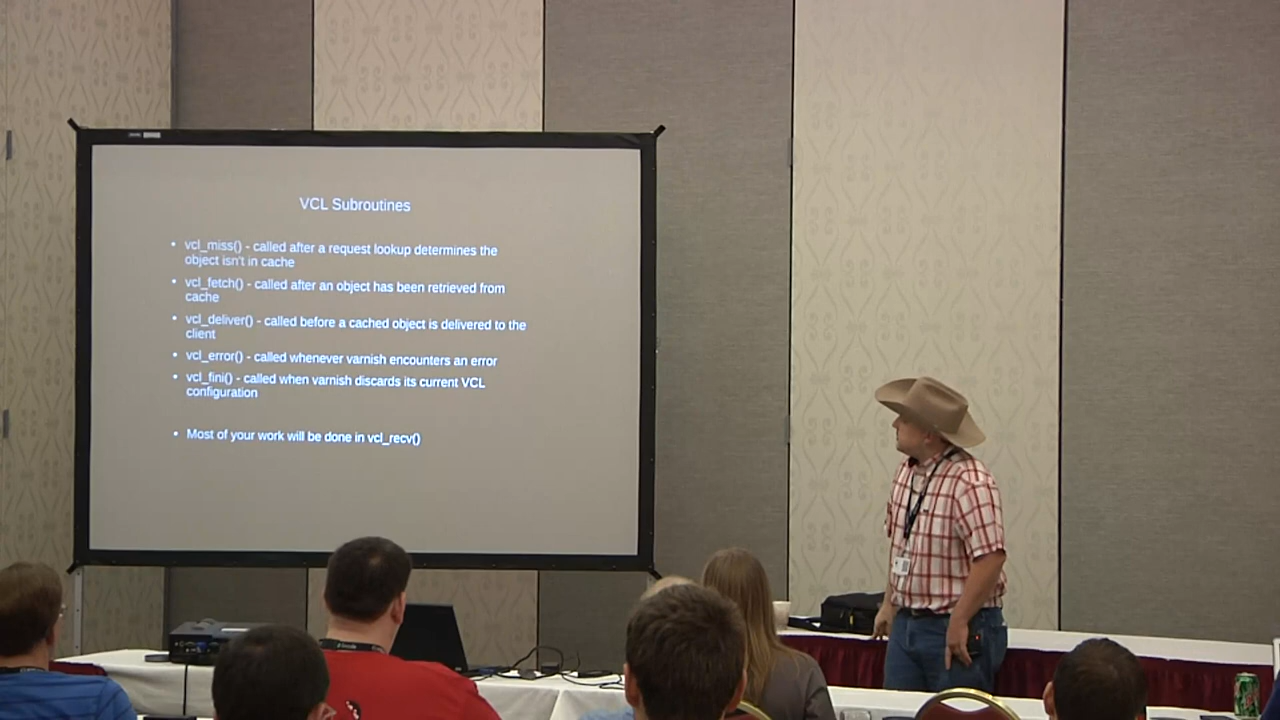 VCL Subroutines
• vcl_miss() - called after a request lookup determines the
object isn't in cache
• vcl_fetch() - called after an object has been retrieved from
cache
• vcl_deliver() - called before a cached object is delivered to the
client
• vcl_error() - called whenever varnish encounters an error
• vcl_fini() - called when varnish discards its current VCL
configuration
• Most of your work will be done in vcl_recv()